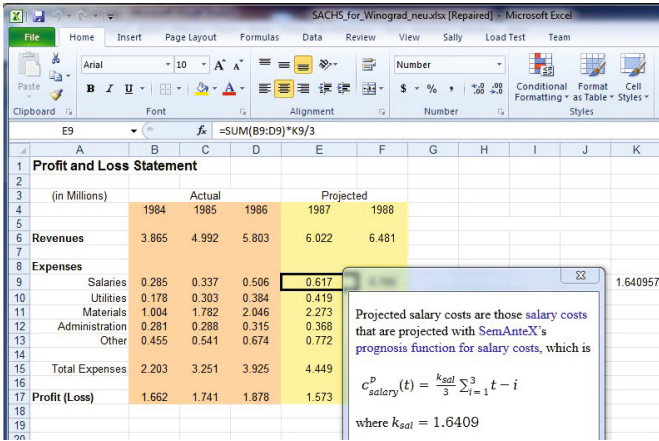 SACHS_for_Winograd_neu.xlsx [Repaired] - Microsoft Excel
File Home Insert Page Layout Formulas Data Review View Sally Load Test Team
Arial 10 A A Number
Paste B I U A $ % , Conditional Formatting Format as Table Cell Styles
Clipboard Font Alignment Number Styles
E9 fx =SUM(B9:D9)*K9/3
A B C D E F G H I J K
1 Profit and Loss Statement
2
3 (in Millions) Actual Projected
4 1984 1985 1986 1987 1988
5
6 Revenues 3.865 4.992 5.803 6.022 6.481
7
8 Expenses
9 Salaries 0.285 0.337 0.506 0.617 1.640957
10 Utilities 0.178 0.303 0.384 0.419
11 Materials 1.004 1.782 2.046 2.273
12 Administration 0.281 0.288 0.315 0.368
13 Other 0.455 0.541 0.674 0.772
14
15 Total Expenses 2.203 3.251 3.925 4.449
16
17 Profit (Loss) 1.662 1.741 1.878 1.573
18
19
20
Projected salary costs are those salary costs
that are projected with SemAnteX's
prognosis function for salary costs, which is
c^p_salary(t) = k_sal/3 ∑^3_i=1 t − i
where k_sal = 1.6409